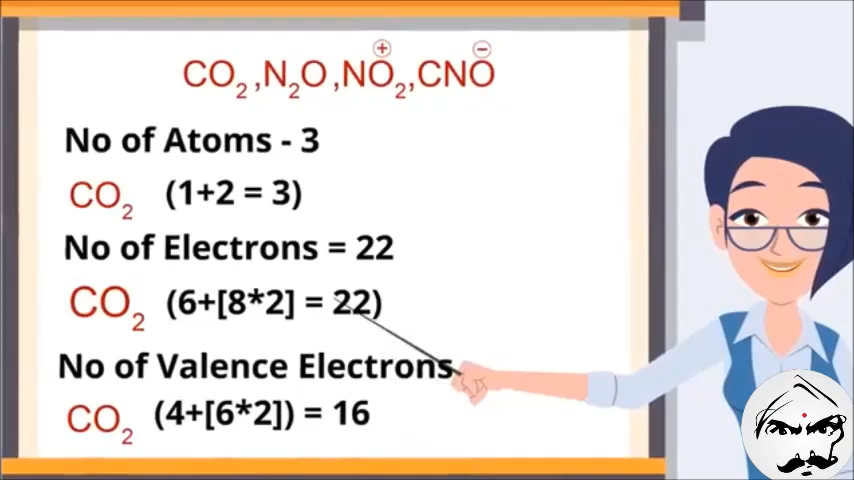 CO₂,N₂O,NO₂⊕,CNO⊖
No of Atoms - 3
CO₂ (1+2 = 3)
No of Electrons = 22
CO₂ (6+[8*2] = 22)
No of Valence Electrons
CO₂ (4+[6*2]) = 16